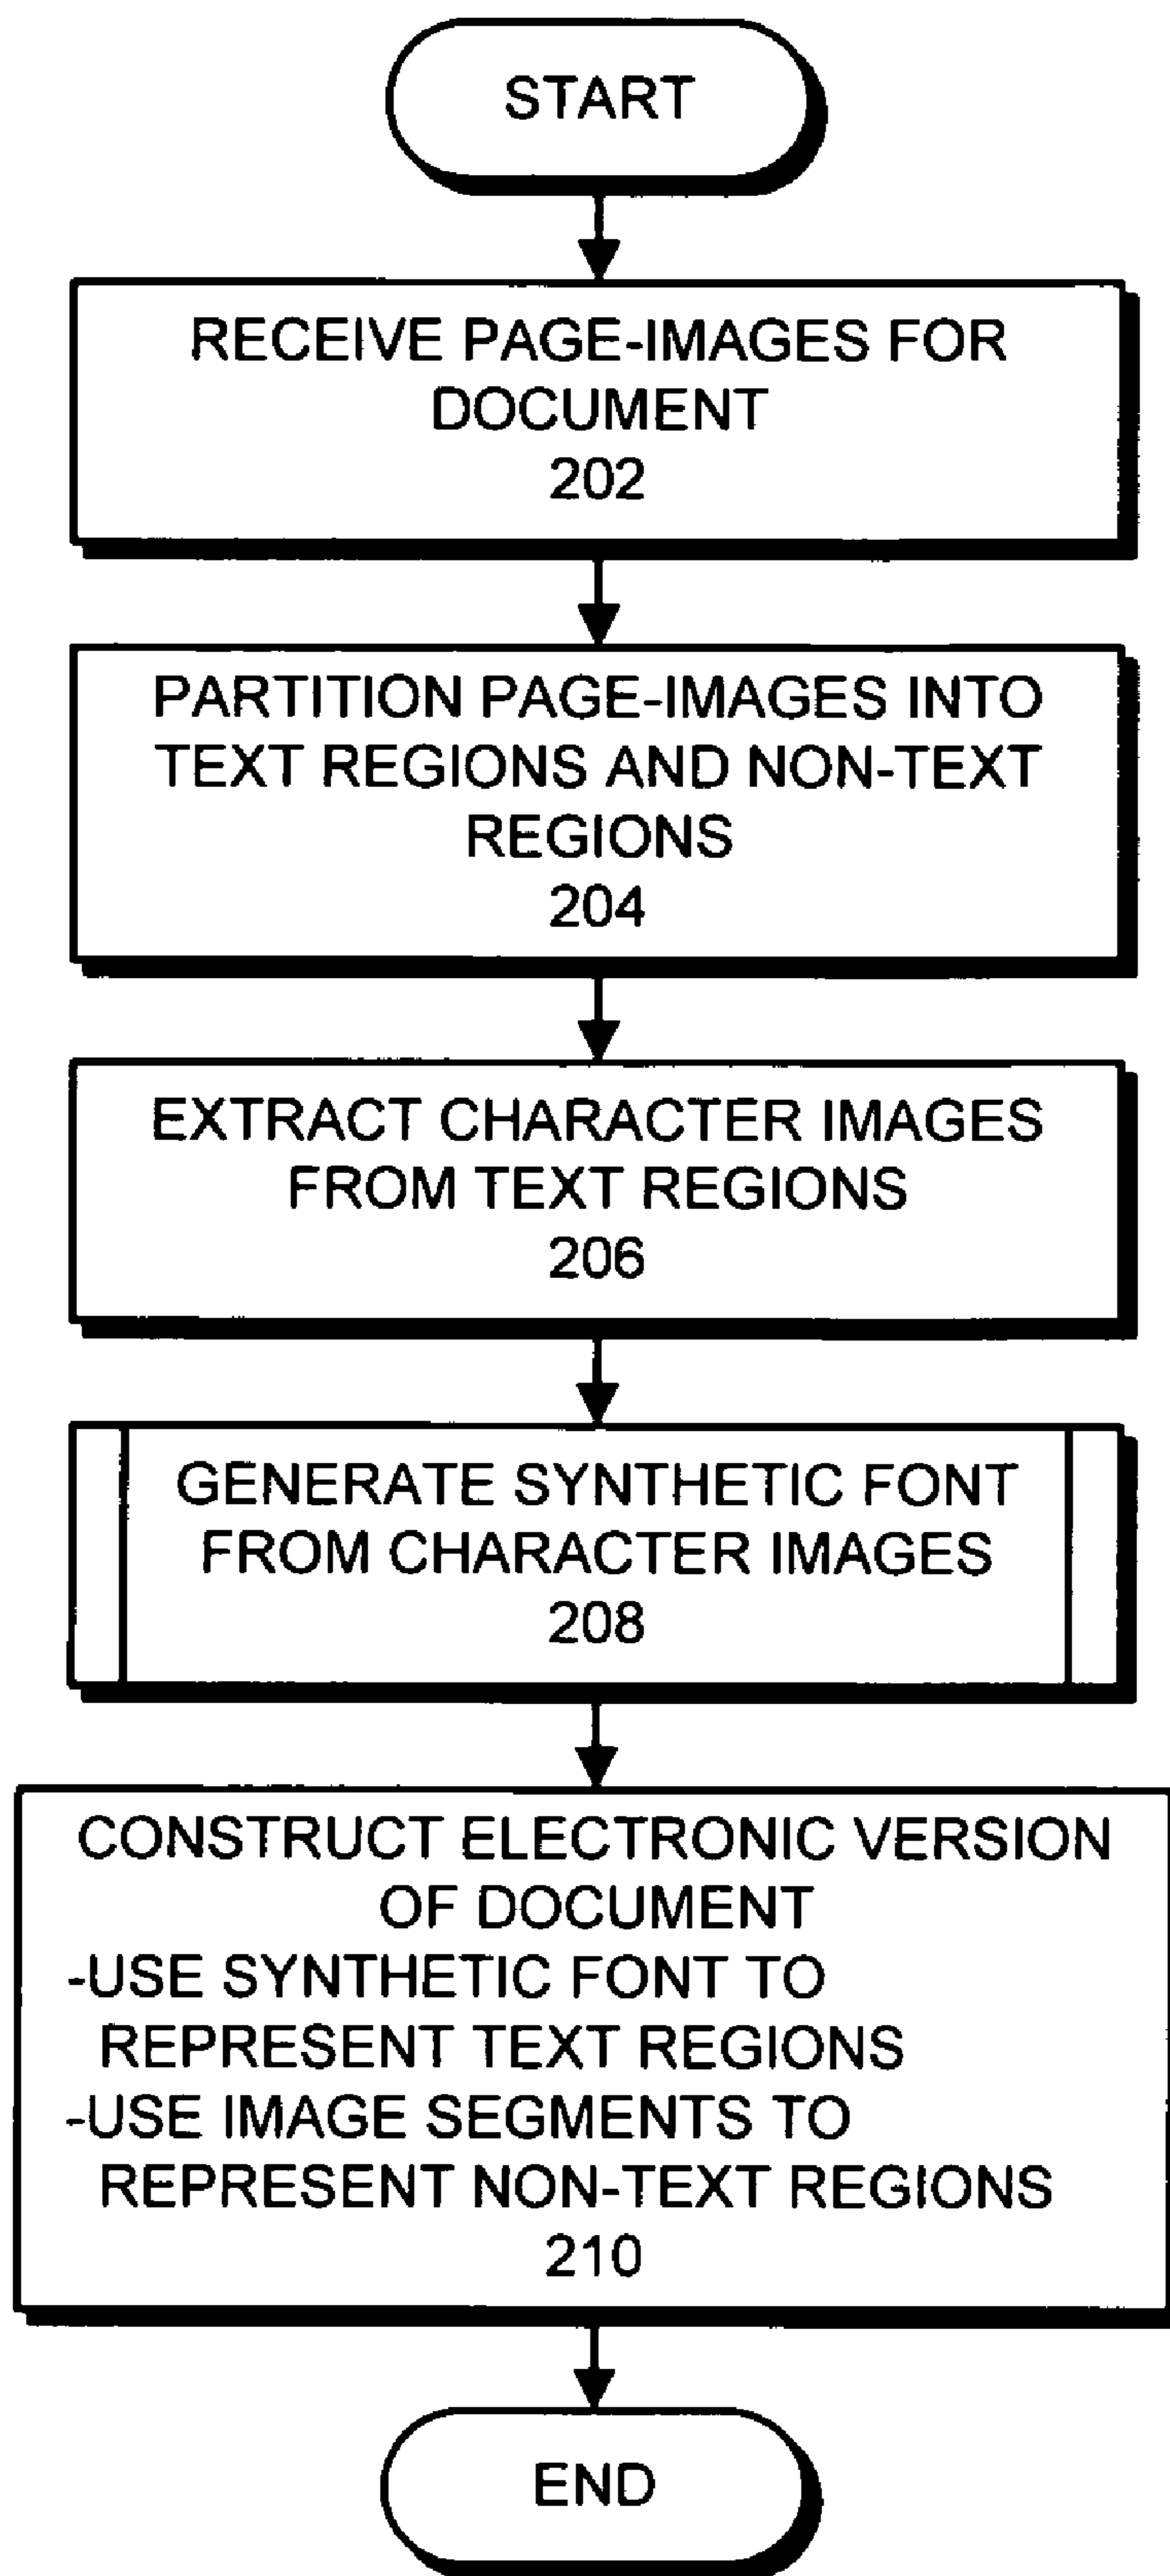 START
RECEIVE PAGE-IMAGES FOR
DOCUMENT
202
PARTITION PAGE-IMAGES INTO
TEXT REGIONS AND NON-TEXT
REGIONS
204
EXTRACT CHARACTER IMAGES
FROM TEXT REGIONS
206
GENERATE SYNTHETIC FONT
FROM CHARACTER IMAGES
208
CONSTRUCT ELECTRONIC VERSION
OF DOCUMENT
-USE SYNTHETIC FONT TO
REPRESENT TEXT REGIONS
-USE IMAGE SEGMENTS TO
REPRESENT NON-TEXT REGIONS
210
END